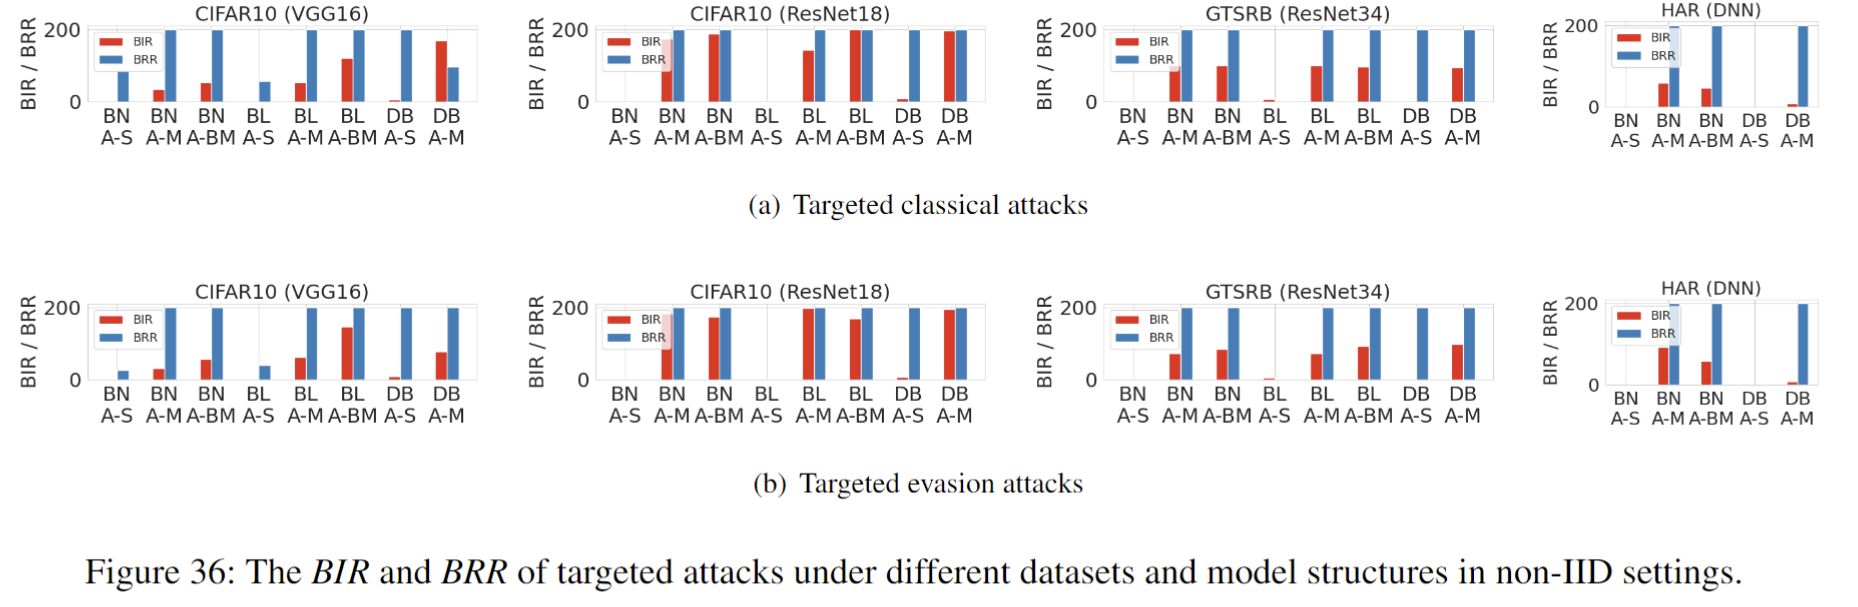 CIFAR10 (VGG16)
BIR / BRR
200
0
BIR
BRR
BN BN BN BL BL BL DB DB
A-S A-M A-BM A-S A-M A-BM A-S A-M
CIFAR10 (ResNet18)
BIR / BRR
200
0
BIR
BRR
BN BN BN BL BL BL DB DB
A-S A-M A-BM A-S A-M A-BM A-S A-M
GTSRB (ResNet34)
BIR / BRR
200
0
BIR
BRR
BN BN BN BL BL BL DB DB
A-S A-M A-BM A-S A-M A-BM A-S A-M
HAR (DNN)
BIR / BRR
200
0
BIR
BRR
BN BN BN DB DB
A-S A-M A-BM A-S A-M
(a) Targeted classical attacks
CIFAR10 (VGG16)
BIR / BRR
200
0
BIR
BRR
BN BN BN BL BL BL DB DB
A-S A-M A-BM A-S A-M A-BM A-S A-M
CIFAR10 (ResNet18)
BIR / BRR
200
0
BIR
BRR
BN BN BN BL BL BL DB DB
A-S A-M A-BM A-S A-M A-BM A-S A-M
GTSRB (ResNet34)
BIR / BRR
200
0
BIR
BRR
BN BN BN BL BL BL DB DB
A-S A-M A-BM A-S A-M A-BM A-S A-M
HAR (DNN)
BIR / BRR
200
0
BIR
BRR
BN BN BN DB DB
A-S A-M A-BM A-S A-M
(b) Targeted evasion attacks
Figure 36: The BIR and BRR of targeted attacks under different datasets and model structures in non-IID settings.